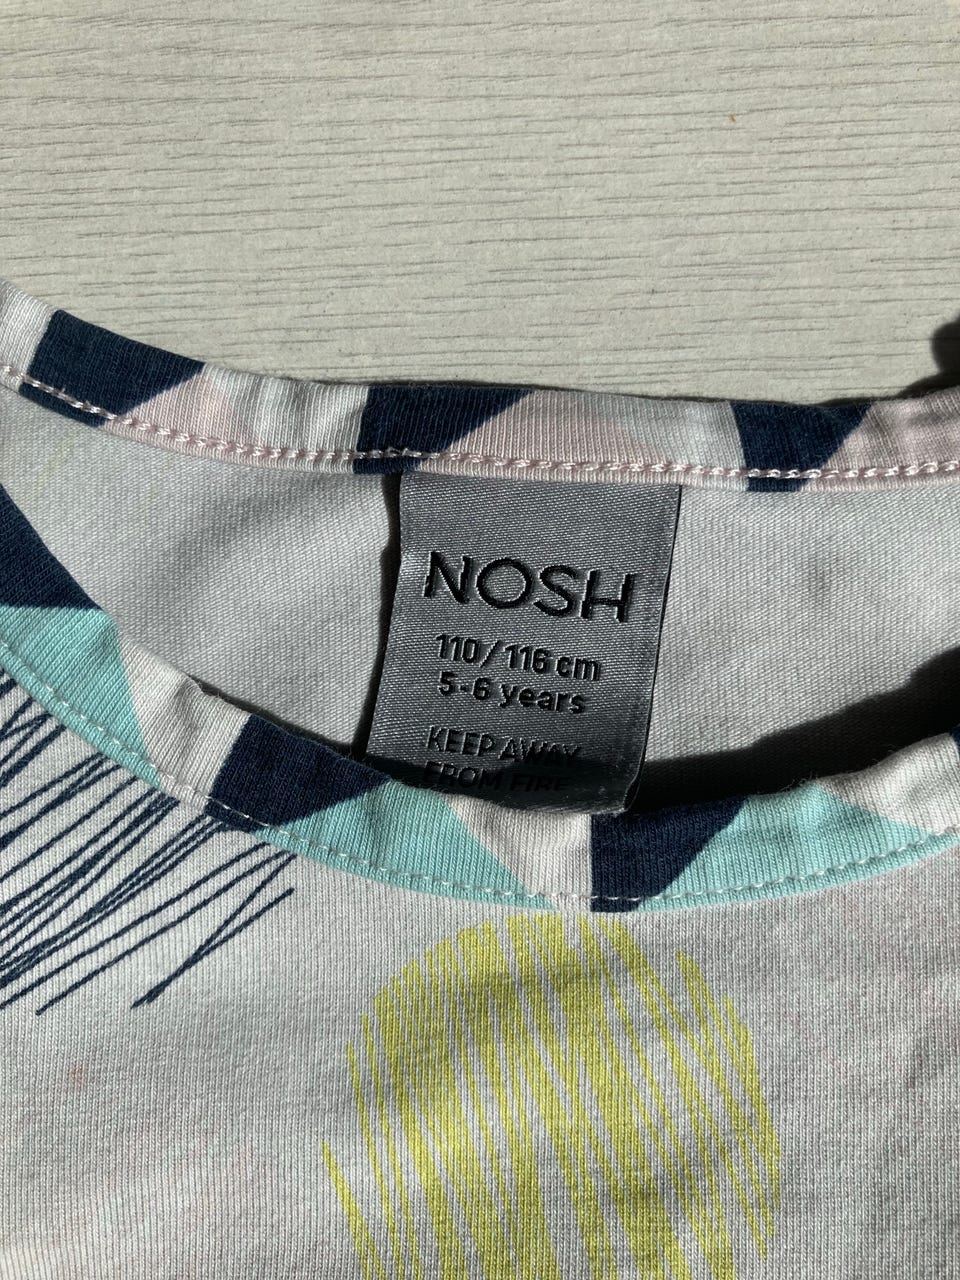 NOSH
110/116 cm
5-6 years
KEEP AWAY
FROM FIRE